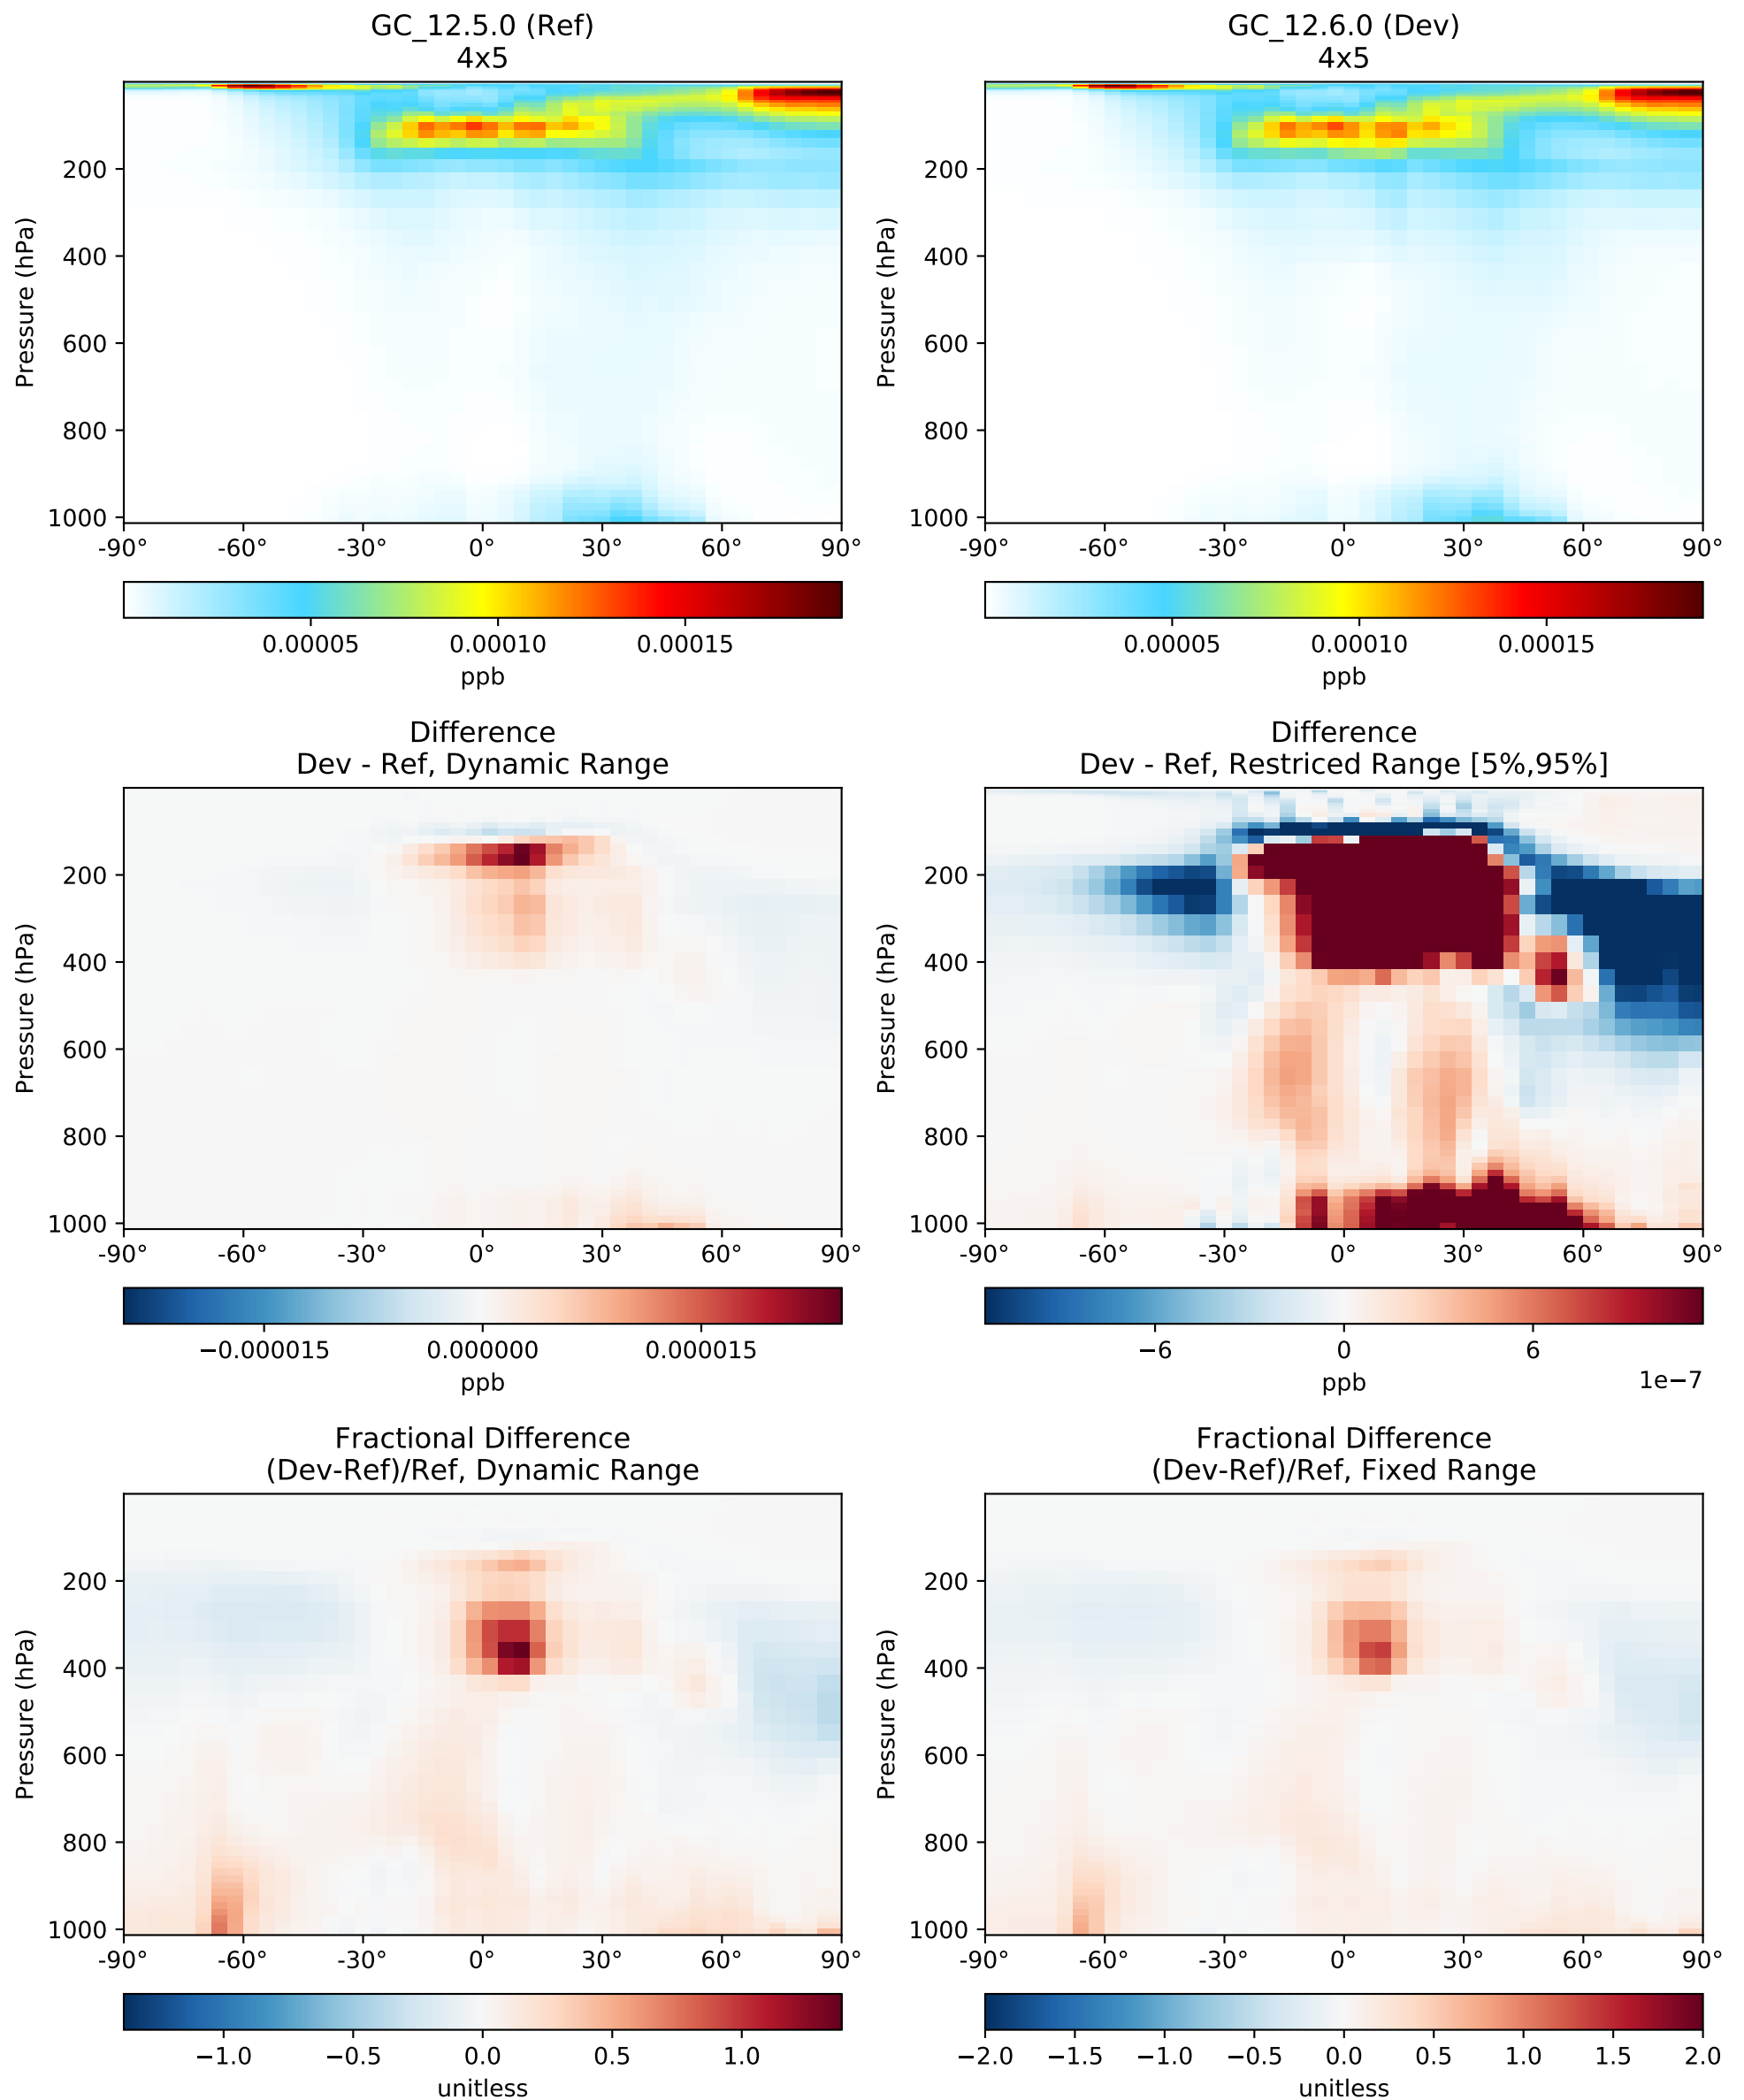 GC_12.5.0 (Ref)
4x5
GC_12.6.0 (Dev)
4x5
Pressure (hPa)
200
400
600
800
1000
-90° -60° -30° 0° 30° 60° 90°
Pressure (hPa)
200
400
600
800
1000
-90° -60° -30° 0° 30° 60° 90°
0.00005 0.00010 0.00015
ppb
0.00005 0.00010 0.00015
ppb
Difference
Dev - Ref, Dynamic Range
Difference
Dev - Ref, Restriced Range [5%,95%]
Pressure (hPa)
200
400
600
800
1000
-90° -60° -30° 0° 30° 60° 90°
Pressure (hPa)
200
400
600
800
1000
-90° -60° -30° 0° 30° 60° 90°
−0.000015 0.000000 0.000015
ppb
−6 0 6
ppb
1e−7
Fractional Difference
(Dev-Ref)/Ref, Dynamic Range
Fractional Difference
(Dev-Ref)/Ref, Fixed Range
Pressure (hPa)
200
400
600
800
1000
-90° -60° -30° 0° 30° 60° 90°
Pressure (hPa)
200
400
600
800
1000
-90° -60° -30° 0° 30° 60° 90°
−1.0 −0.5 0.0 0.5 1.0
unitless
−2.0 −1.5 −1.0 −0.5 0.0 0.5 1.0 1.5 2.0
unitless